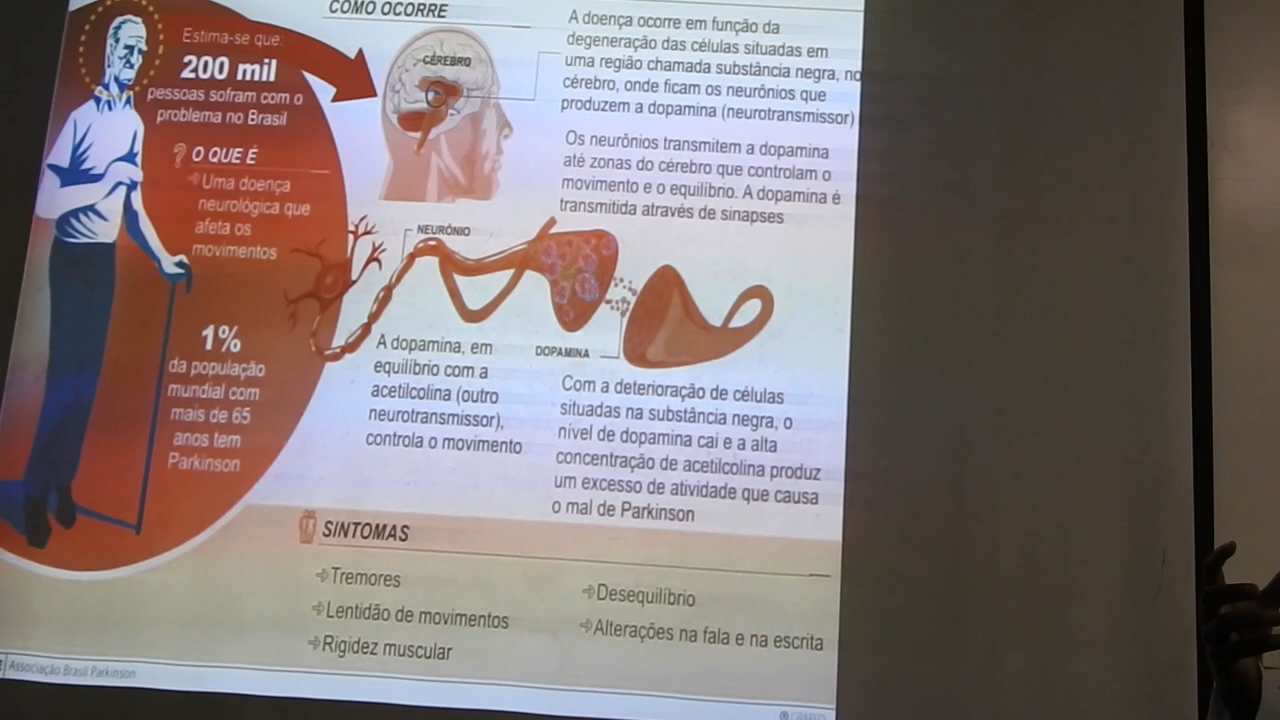 Estima-se que:
200 mil
pessoas sofram com o
problema no Brasil
? O QUE É
Uma doença
neurológica que
afeta os
movimentos
1%
da população
mundial com
mais de 65
anos tem
Parkinson
COMO OCORRE
CÉREBRO
A doença ocorre em função da
degeneração das células situadas em
uma região chamada substância negra, no
cérebro, onde ficam os neurônios que
produzem a dopamina (neurotransmissor)
Os neurônios transmitem a dopamina
até zonas do cérebro que controlam o
movimento e o equilíbrio. A dopamina é
transmitida através de sinapses
NEURÔNIO
DOPAMINA
A dopamina, em
equilíbrio com a
acetilcolina (outro
neurotransmissor),
controla o movimento
Com a deterioração de células
situadas na substância negra, o
nível de dopamina cai e a alta
concentração de acetilcolina produz
um excesso de atividade que causa
o mal de Parkinson
SINTOMAS
Tremores
Lentidão de movimentos
Rigidez muscular
Desequilíbrio
Alterações na fala e na escrita
Associação Brasil Parkinson